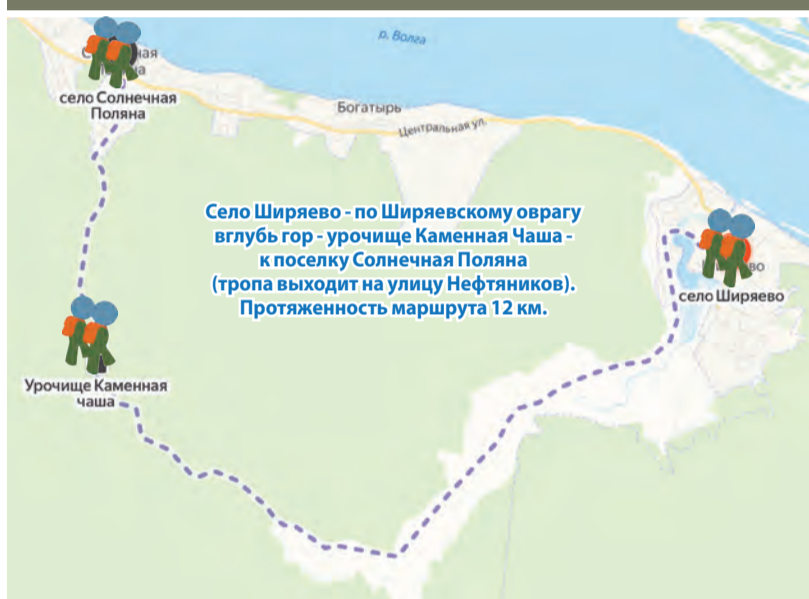 р. Волга
село Солнечная
Поляна
Богатырь
Центральная ул.
Село Ширяево - по Ширяевскому оврагу
вглубь гор - урочище Каменная Чаша -
к поселку Солнечная Поляна
(тропа выходит на улицу Нефтяников).
Протяженность маршрута 12 км.
село Ширяево
Урочище Каменная
чаша